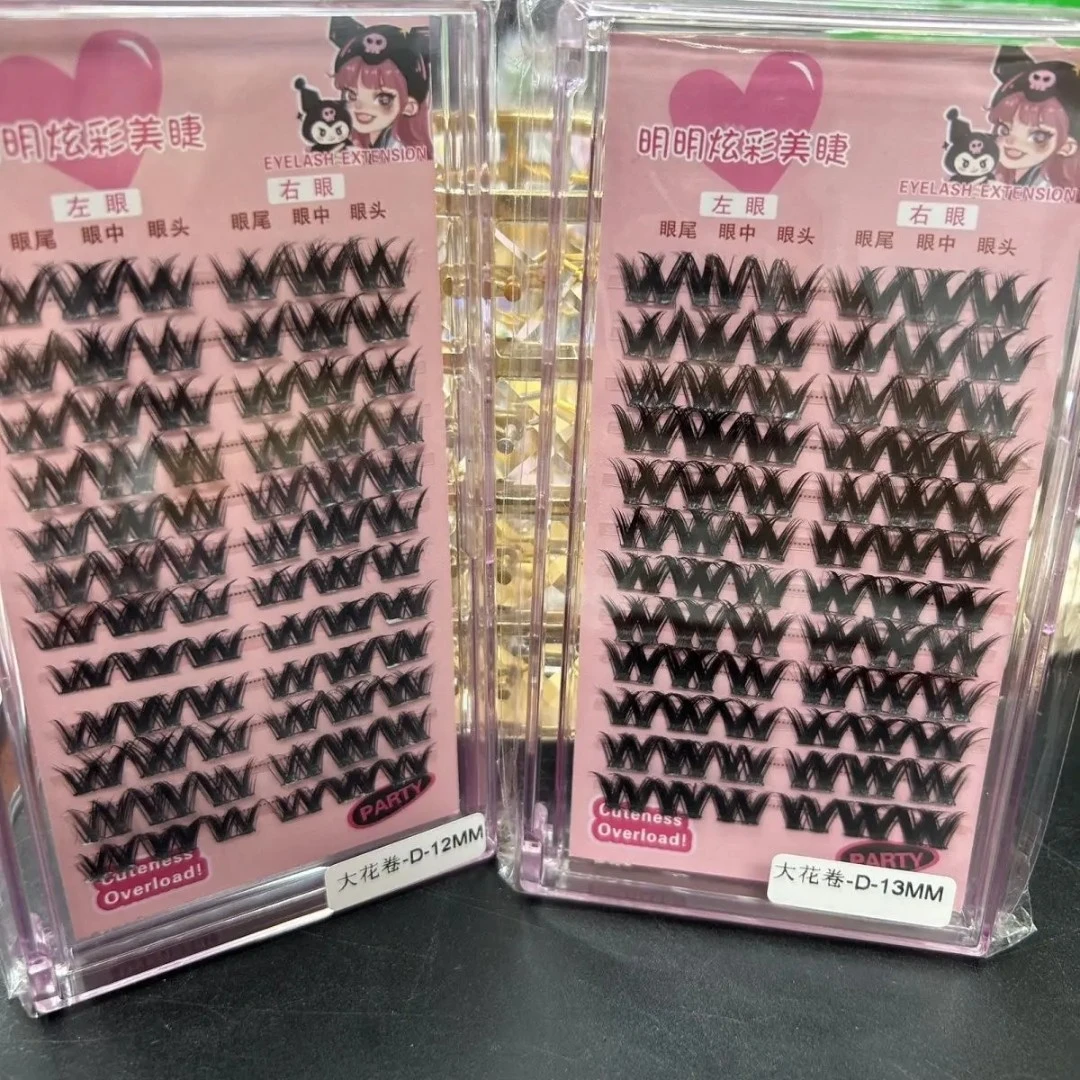 明明炫彩美睫
EYELASH-EXTENSION
左眼
右眼
眼尾 眼中 眼头
眼尾 眼中 眼头
PARTY
Cuteness
Overload!
大花卷-D-12MM
明明炫彩美睫
EYELASH-EXTENSION
左眼
右眼
眼尾 眼中 眼头
眼尾 眼中 眼头
Cuteness
Overload!
PARTY
大花卷-D-13MM